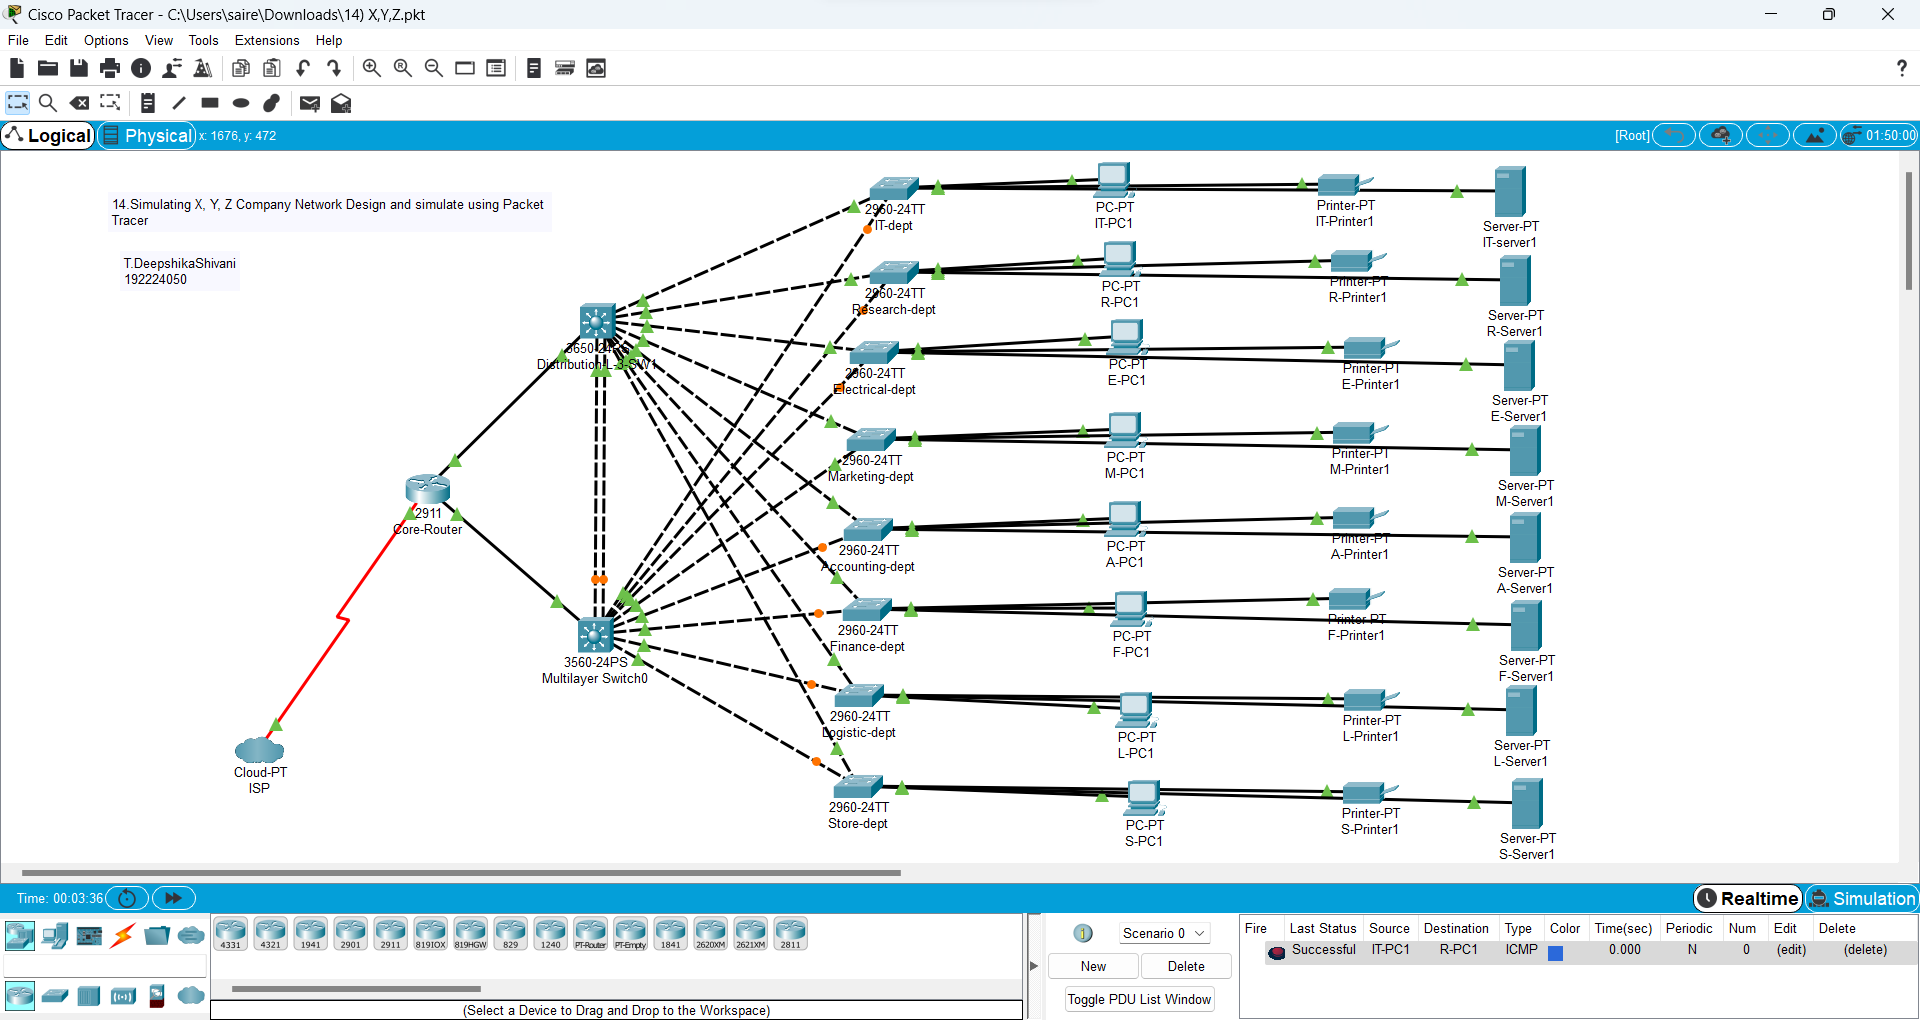 Cisco Packet Tracer - C:\Users\saire\Downloads\14) X,Y,Z.pkt
File Edit Options View Tools Extensions Help
Logical Physical x: 1676, y: 472 [Root] 01:50:00
14.Simulating X, Y, Z Company Network Design and simulate using Packet
Tracer
T.DeepshikaShivani
192224050
2960-24TT
IT-dept
PC-PT
IT-PC1
Printer-PT
IT-Printer1
Server-PT
IT-server1
2960-24TT
Research-dept
PC-PT
R-PC1
Printer-PT
R-Printer1
Server-PT
R-Server1
3650-24PS
Distribution-L-3-SW1
2960-24TT
Electrical-dept
PC-PT
E-PC1
Printer-PT
E-Printer1
Server-PT
E-Server1
2960-24TT
Marketing-dept
PC-PT
M-PC1
Printer-PT
M-Printer1
Server-PT
M-Server1
2911
Core-Router
2960-24TT
Accounting-dept
PC-PT
A-PC1
Printer-PT
A-Printer1
Server-PT
A-Server1
2960-24TT
Finance-dept
PC-PT
F-PC1
Printer-PT
F-Printer1
Server-PT
F-Server1
3560-24PS
Multilayer Switch0
2960-24TT
Logistic-dept
PC-PT
L-PC1
Printer-PT
L-Printer1
Server-PT
L-Server1
Cloud-PT
ISP
2960-24TT
Store-dept
PC-PT
S-PC1
Printer-PT
S-Printer1
Server-PT
S-Server1
Time: 00:03:36 Realtime Simulation
4331 4321 1941 2901 2911 819IOX 819HGW 829 1240 PT-Router PT-Empty 1841 2620XM 2621XM 2811
(Select a Device to Drag and Drop to the Workspace)
Scenario 0
New Delete
Toggle PDU List Window
Fire Last Status Source Destination Type Color Time(sec) Periodic Num Edit Delete
Successful IT-PC1 R-PC1 ICMP 0.000 N 0 (edit) (delete)